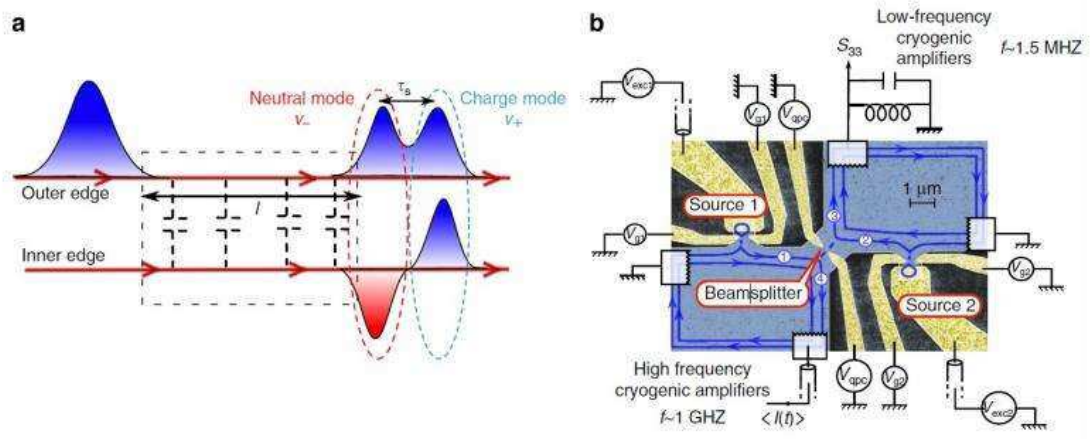 a
Neutral mode
v₋
τs
Charge mode
v₊
Outer edge
l
Inner edge
b
Low-frequency
cryogenic
amplifiers
f~1.5 MHZ
S33
Vexc1
Vg1
Vqpc
Source 1
1 μm
3
2
Vg1
1
4
Vg2
Beamsplitter
Source 2
High frequency
cryogenic amplifiers
f~1 GHZ
<I(t)>
Vqpc
Vg2
Vexc2